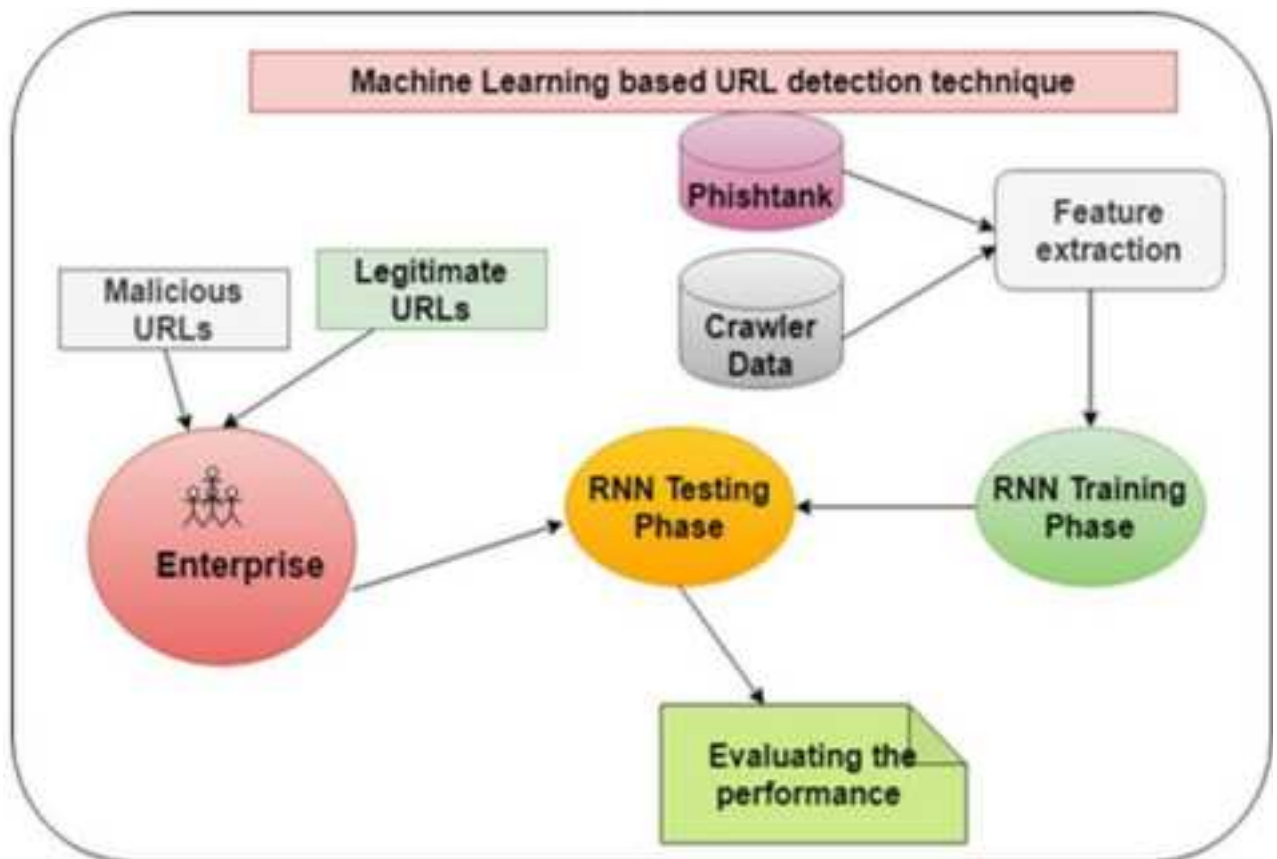 Machine Learning based URL detection technique
Phishtank
Feature
extraction
Legitimate
URLs
Malicious
URLs
Crawler
Data
RNN Testing
Phase
RNN Training
Phase
Enterprise
Evaluating the
performance